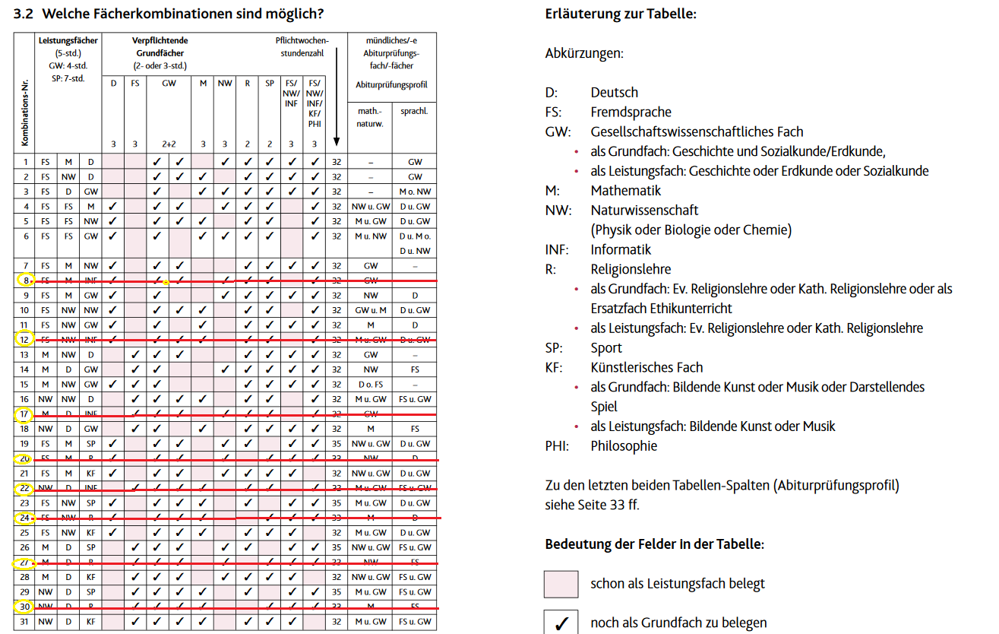 3.2 Welche Fächerkombinationen sind möglich?
Kombinations-Nr.
Leistungsfächer
(5-std.)
GW: 4-std.
SP: 7-std.
Verpflichtende
Grundfächer
(2- oder 3-std.)
Pflichtwochen-
stundenzahl
mündliches/-e
Abiturprüfungs-
fach/-fächer
Abiturprüfungsprofil
D FS GW M NW R SP FS/ NW/ INF FS/ NW/ INF/ KF/ PHI
math.-
naturw.
sprachl.
3 3 2+2 3 3 2 2 3 3
1 FS M D ✓ ✓ ✓ ✓ ✓ ✓ ✓ 32 – GW
2 FS NW D ✓ ✓ ✓ ✓ ✓ ✓ ✓ 32 – GW
3 FS D GW ✓ ✓ ✓ ✓ ✓ ✓ ✓ 32 – M o. NW
4 FS FS M ✓ ✓ ✓ ✓ ✓ ✓ ✓ 32 NW u. GW D u. GW
5 FS FS NW ✓ ✓ ✓ ✓ ✓ ✓ ✓ 32 M u. GW D u. GW
6 FS FS GW ✓ ✓ ✓ ✓ ✓ ✓ ✓ 32 M u. NW D u. M o.
D u. NW
7 FS M NW ✓ ✓ ✓ ✓ ✓ ✓ ✓ 32 GW –
8 FS M INF ✓ ✓ ✓ ✓ ✓ ✓ ✓ 32 GW
9 FS M GW ✓ ✓ ✓ ✓ ✓ ✓ ✓ 32 NW D
10 FS NW NW ✓ ✓ ✓ ✓ ✓ ✓ ✓ 32 GW u. M D u. GW
11 FS NW GW ✓ ✓ ✓ ✓ ✓ ✓ ✓ 32 M D
12 FS NW INF ✓ ✓ ✓ ✓ ✓ ✓ ✓ 32 M u. GW D u. GW
13 M NW D ✓ ✓ ✓ ✓ ✓ ✓ ✓ 32 GW –
14 M D GW ✓ ✓ ✓ ✓ ✓ ✓ ✓ 32 NW FS
15 M NW GW ✓ ✓ ✓ ✓ ✓ ✓ ✓ 32 D o. FS –
16 NW NW D ✓ ✓ ✓ ✓ ✓ ✓ ✓ 32 M u. GW FS u. GW
17 M D INF ✓ ✓ ✓ ✓ ✓ ✓ ✓ 32 GW
18 NW D GW ✓ ✓ ✓ ✓ ✓ ✓ ✓ 32 M FS
19 FS M SP ✓ ✓ ✓ ✓ ✓ ✓ ✓ 35 NW u. GW D u. GW
20 FS M R ✓ ✓ ✓ ✓ ✓ ✓ ✓ 33 NW D
21 FS M KF ✓ ✓ ✓ ✓ ✓ ✓ ✓ 32 NW u. GW D u. GW
22 NW D INF ✓ ✓ ✓ ✓ ✓ ✓ ✓ 32 M u. GW FS u. GW
23 FS NW SP ✓ ✓ ✓ ✓ ✓ ✓ ✓ 35 M u. GW D u. GW
24 FS NW R ✓ ✓ ✓ ✓ ✓ ✓ ✓ 33 M D
25 FS NW KF ✓ ✓ ✓ ✓ ✓ ✓ ✓ 32 M u. GW D u. GW
26 M D SP ✓ ✓ ✓ ✓ ✓ ✓ ✓ 35 NW u. GW FS u. GW
27 M D R ✓ ✓ ✓ ✓ ✓ ✓ ✓ 33 NW FS
28 M D KF ✓ ✓ ✓ ✓ ✓ ✓ ✓ 32 NW u. GW FS u. GW
29 NW D SP ✓ ✓ ✓ ✓ ✓ ✓ ✓ 35 M u. GW FS u. GW
30 NW D R ✓ ✓ ✓ ✓ ✓ ✓ ✓ 33 M FS
31 NW D KF ✓ ✓ ✓ ✓ ✓ ✓ ✓ 32 M u. GW FS u. GW
Erläuterung zur Tabelle:
Abkürzungen:
D: Deutsch
FS: Fremdsprache
GW: Gesellschaftswissenschaftliches Fach
• als Grundfach: Geschichte und Sozialkunde/Erdkunde,
• als Leistungsfach: Geschichte oder Erdkunde oder Sozialkunde
M: Mathematik
NW: Naturwissenschaft
(Physik oder Biologie oder Chemie)
INF: Informatik
R: Religionslehre
• als Grundfach: Ev. Religionslehre oder Kath. Religionslehre oder als
Ersatzfach Ethikunterricht
• als Leistungsfach: Ev. Religionslehre oder Kath. Religionslehre
SP: Sport
KF: Künstlerisches Fach
• als Grundfach: Bildende Kunst oder Musik oder Darstellendes
Spiel
• als Leistungsfach: Bildende Kunst oder Musik
PHI: Philosophie
Zu den letzten beiden Tabellen-Spalten (Abiturprüfungsprofil)
siehe Seite 33 ff.
Bedeutung der Felder in der Tabelle:
schon als Leistungsfach belegt
✓ noch als Grundfach zu belegen